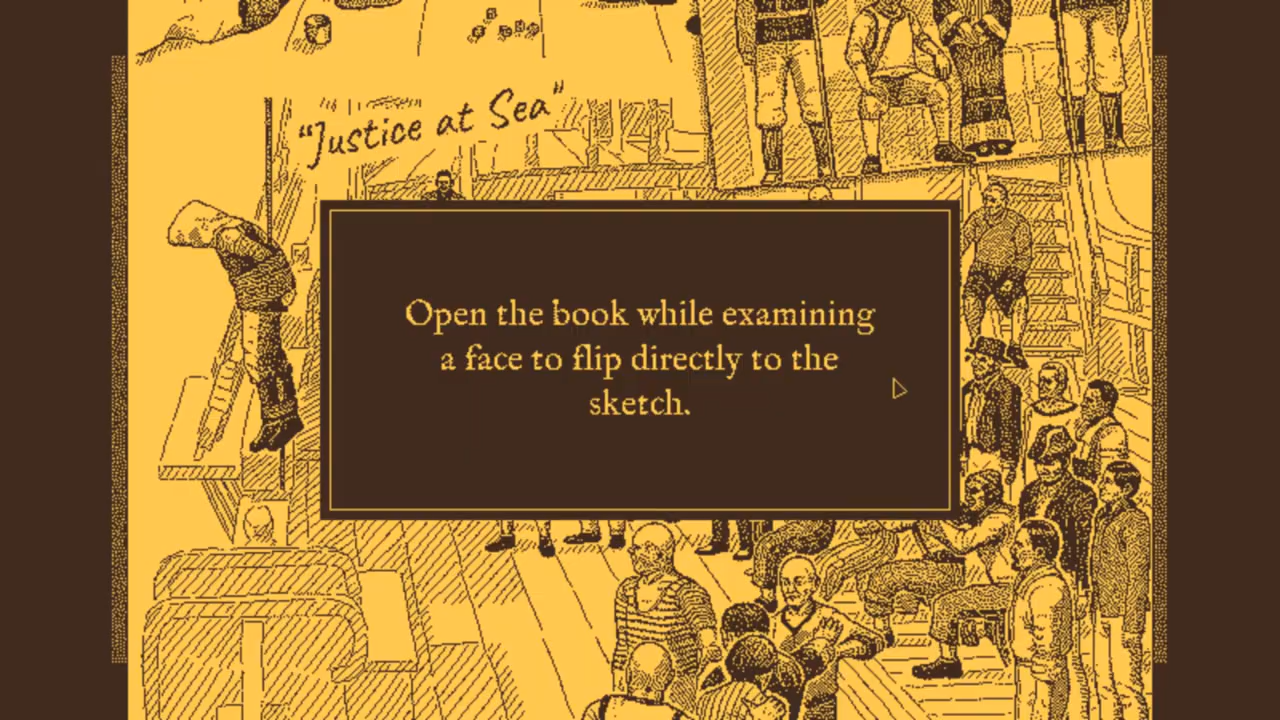 “Justice at Sea”
Open the book while examining
a face to flip directly to the
sketch.